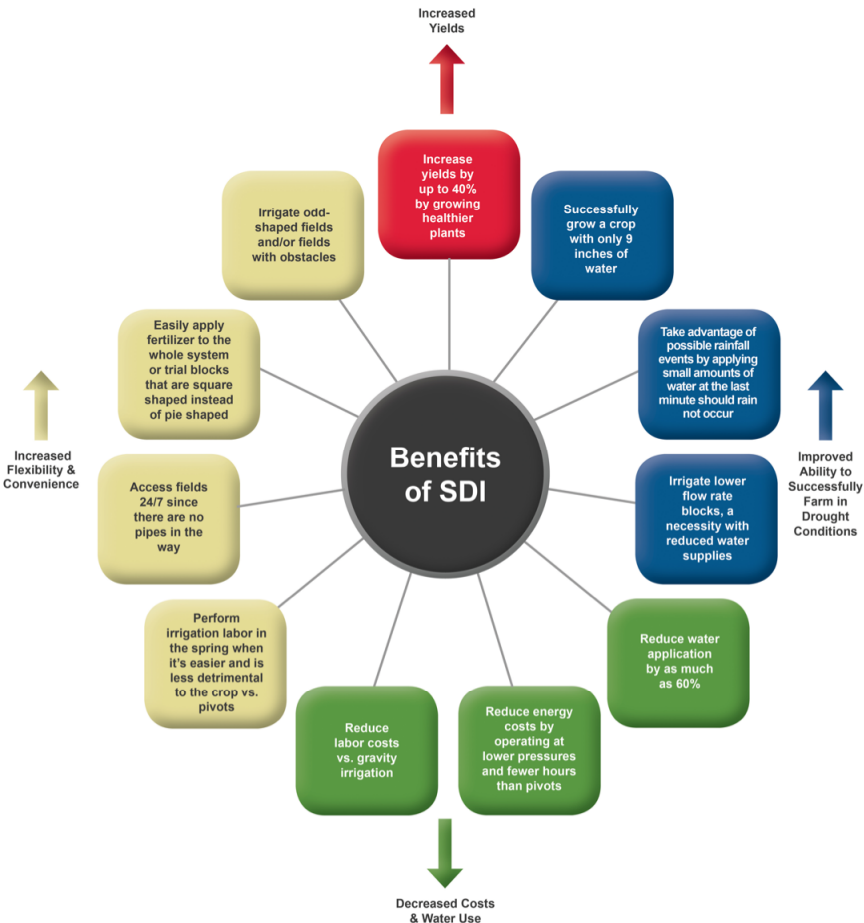 Increased
Yields
Increase
yields by
up to 40%
by growing
healthier
plants
Successfully
grow a crop
with only 9
inches of
water
Take advantage of
possible rainfall
events by applying
small amounts of
water at the last
minute should rain
not occur
Irrigate lower
flow rate
blocks, a
necessity with
reduced water
supplies
Improved
Ability to
Successfully
Farm in
Drought
Conditions
Reduce water
application
by as much
as 60%
Reduce energy
costs by
operating at
lower pressures
and fewer hours
than pivots
Reduce
labor costs
vs. gravity
irrigation
Decreased Costs
& Water Use
Perform
irrigation labor in
the spring when
it's easier and is
less detrimental
to the crop vs.
pivots
Access fields
24/7 since
there are no
pipes in the
way
Easily apply
fertilizer to the
whole system
or trial blocks
that are square
shaped instead
of pie shaped
Irrigate odd-
shaped fields
and/or fields
with obstacles
Increased
Flexibility &
Convenience
Benefits
of SDI